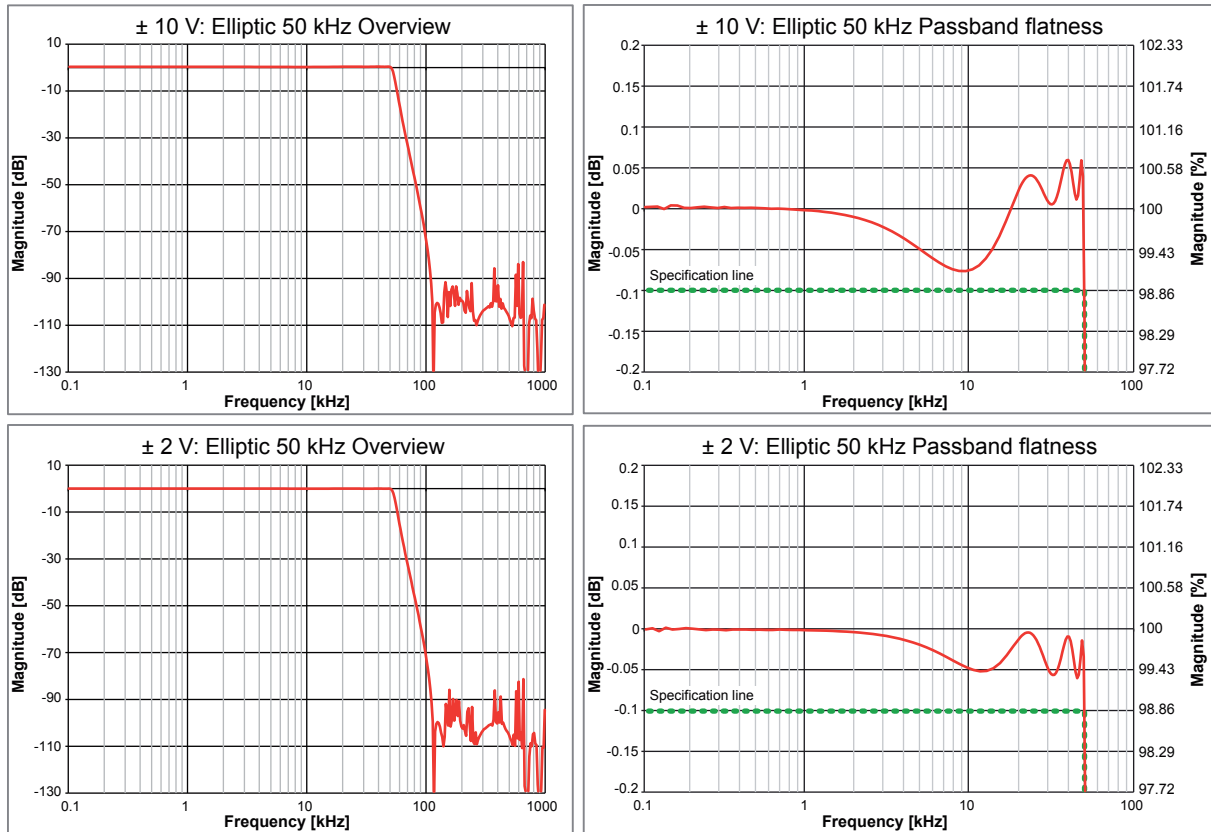 ± 10 V: Elliptic 50 kHz Overview
Magnitude [dB]
10
-10
-30
-50
-70
-90
-110
-130
0.1 1 10 100 1000
Frequency [kHz]
± 10 V: Elliptic 50 kHz Passband flatness
Magnitude [dB]
0.2
0.15
0.1
0.05
0
-0.05
-0.1
-0.15
-0.2
Specification line
102.33
101.74
101.16
100.58
100
99.43
98.86
98.29
97.72
Magnitude [%]
0.1 1 10 100
Frequency [kHz]
± 2 V: Elliptic 50 kHz Overview
Magnitude [dB]
10
-10
-30
-50
-70
-90
-110
-130
0.1 1 10 100 1000
Frequency [kHz]
± 2 V: Elliptic 50 kHz Passband flatness
Magnitude [dB]
0.2
0.15
0.1
0.05
0
-0.05
-0.1
-0.15
-0.2
Specification line
102.33
101.74
101.16
100.58
100
99.43
98.86
98.29
97.72
Magnitude [%]
0.1 1 10 100
Frequency [kHz]